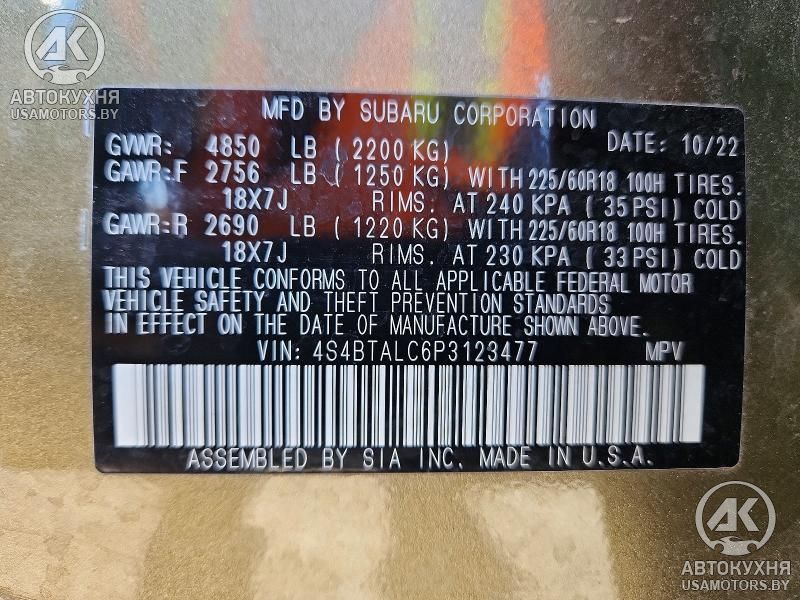 AK
АВТОКУХНЯ
USAMOTORS.BY
MFD BY SUBARU CORPORATION
GVWR: 4850 LB ( 2200 KG) DATE: 10/22
GAWR:F 2756 LB ( 1250 KG) WITH 225/60R18 100H TIRES.
18X7J RIMS. AT 240 KPA ( 35 PSI) COLD
GAWR:R 2690 LB ( 1220 KG) WITH 225/60R18 100H TIRES.
18X7J RIMS. AT 230 KPA ( 33 PSI) COLD
THIS VEHICLE CONFORMS TO ALL APPLICABLE FEDERAL MOTOR
VEHICLE SAFETY AND THEFT PREVENTION STANDARDS
IN EFFECT ON THE DATE OF MANUFACTURE SHOWN ABOVE.
VIN: 4S4BTALC6P3123477 MPV
ASSEMBLED BY SIA INC. MADE IN U.S.A.
AK
АВТОКУХНЯ
USAMOTORS.BY